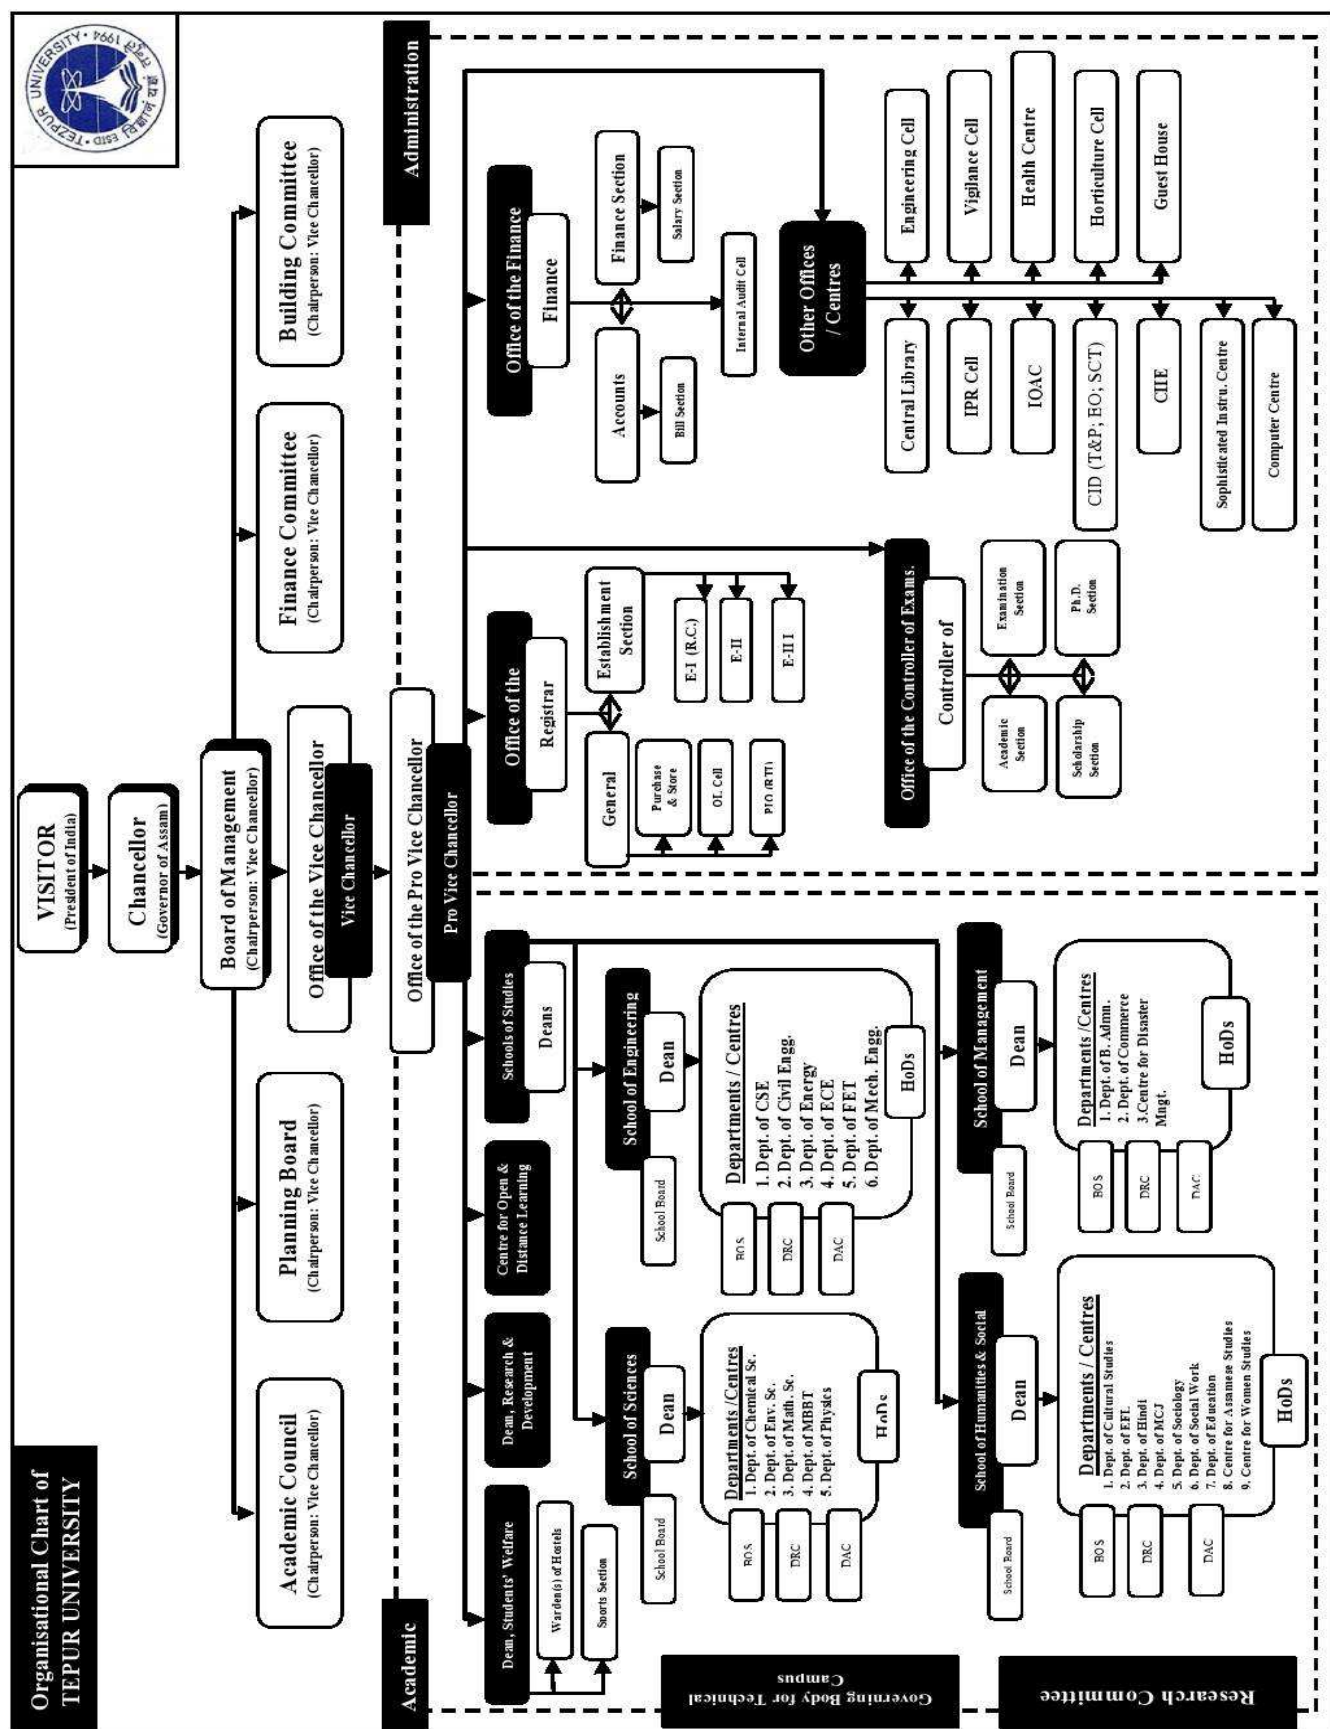 Organisational Chart of
TEPUR UNIVERSITY
TEZPUR UNIVERSITY
ESTD
VISITOR
(President of India)
Chancellor
(Governor of Assam)
Board of Management
(Chairperson: Vice Chancellor)
Academic Council
(Chairperson: Vice Chancellor)
Planning Board
(Chairperson: Vice Chancellor)
Finance Committee
(Chairperson: Vice Chancellor)
Building Committee
(Chairperson: Vice Chancellor)
Office of the Vice Chancellor
Vice Chancellor
Office of the Pro Vice Chancellor
Pro Vice Chancellor
Academic
Administration
Dean, Students' Welfare
Warden(s) of Hostels
Sports Section
Dean, Research &
Development
Centre for Open &
Distance Learning
Schools of Studies
Deans
School of Sciences
Dean
School Board
Departments /Centres
1. Dept. of Chemical Sc.
2. Dept. of Env. Sc.
3. Dept. of Math. Sc.
4. Dept. of MBBT
5. Dept. of Physics
BOS
DRC
DAC
HoDs
School of Engineering
Dean
School Board
Departments / Centres
1. Dept. of CSE
2. Dept. of Civil Engg.
3. Dept. of Energy
4. Dept. of ECE
5. Dept. of FET
6. Dept. of Mech. Engg.
BOS
DRC
DAC
HoDs
School of Humanities & Social
Dean
School Board
Departments / Centres
1. Dept. of Cultural Studies
2. Dept. of EFL
3. Dept. of Hindi
4. Dept. of MCJ
5. Dept. of Sociology
6. Dept. of Social Work
7. Dept. of Education
8. Centre for Assamese Studies
9. Centre for Women Studies
BOS
DRC
DAC
HoDs
School of Management
Dean
School Board
Departments /Centres
1. Dept. of B. Admn.
2. Dept. of Commerce
3.Centre for Disaster
Mngt.
BOS
DRC
DAC
HoDs
Governing Body for Technical
Campus
Research Committee
Office of the
Registrar
General
Purchase
& Store
OL Cell
PIO (RTI)
Establishment
Section
E-I (R.C.)
E-II
E-II I
Office of the Finance
Finance
Accounts
Bill Section
Finance Section
Salary Section
Internal Audit Cell
Office of the Controller of Exams.
Controller of
Academic
Section
Examination
Section
Scholarship
Section
Ph.D.
Section
Other Offices
/ Centres
Central Library
IPR Cell
IQAC
CID (T&P; EO; SCT)
CIIE
Sophisticated Instru. Centre
Computer Centre
Engineering Cell
Vigilance Cell
Health Centre
Horticulture Cell
Guest House